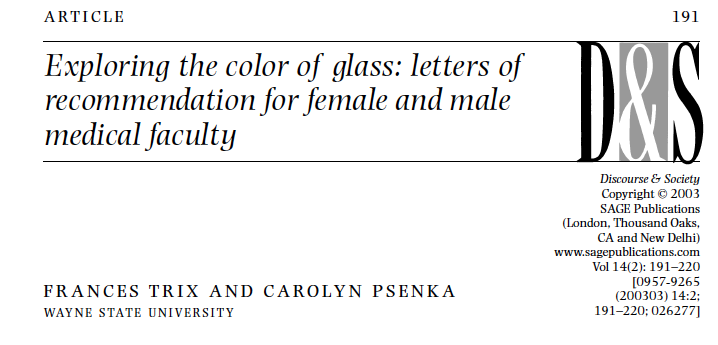 ARTICLE 191
Exploring the color of glass: letters of
recommendation for female and male
medical faculty
D&S
Discourse & Society
Copyright © 2003
SAGE Publications
(London, Thousand Oaks,
CA and New Delhi)
www.sagepublications.com
Vol 14(2): 191–220
[0957-9265
(200303) 14:2;
191–220; 026277]
FRANCES TRIX AND CAROLYN PSENKA
WAYNE STATE UNIVERSITY